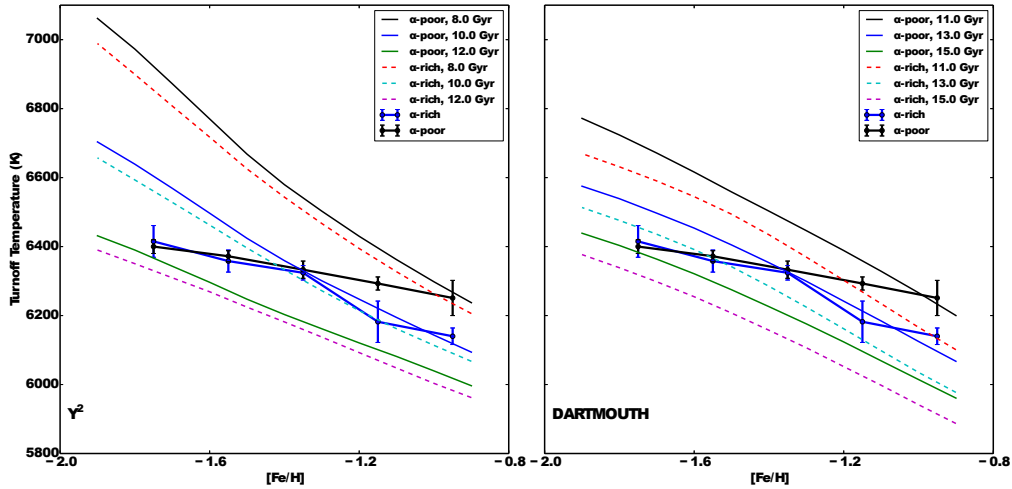 7000
6800
6600
6400
6200
6000
5800
Turnoff Temperature (K)
α-poor, 8.0 Gyr
α-poor, 10.0 Gyr
α-poor, 12.0 Gyr
α-rich, 8.0 Gyr
α-rich, 10.0 Gyr
α-rich, 12.0 Gyr
α-rich
α-poor
Y²
−2.0 −1.6 −1.2 −0.8
[Fe/H]
α-poor, 11.0 Gyr
α-poor, 13.0 Gyr
α-poor, 15.0 Gyr
α-rich, 11.0 Gyr
α-rich, 13.0 Gyr
α-rich, 15.0 Gyr
α-rich
α-poor
DARTMOUTH
−2.0 −1.6 −1.2 −0.8
[Fe/H]